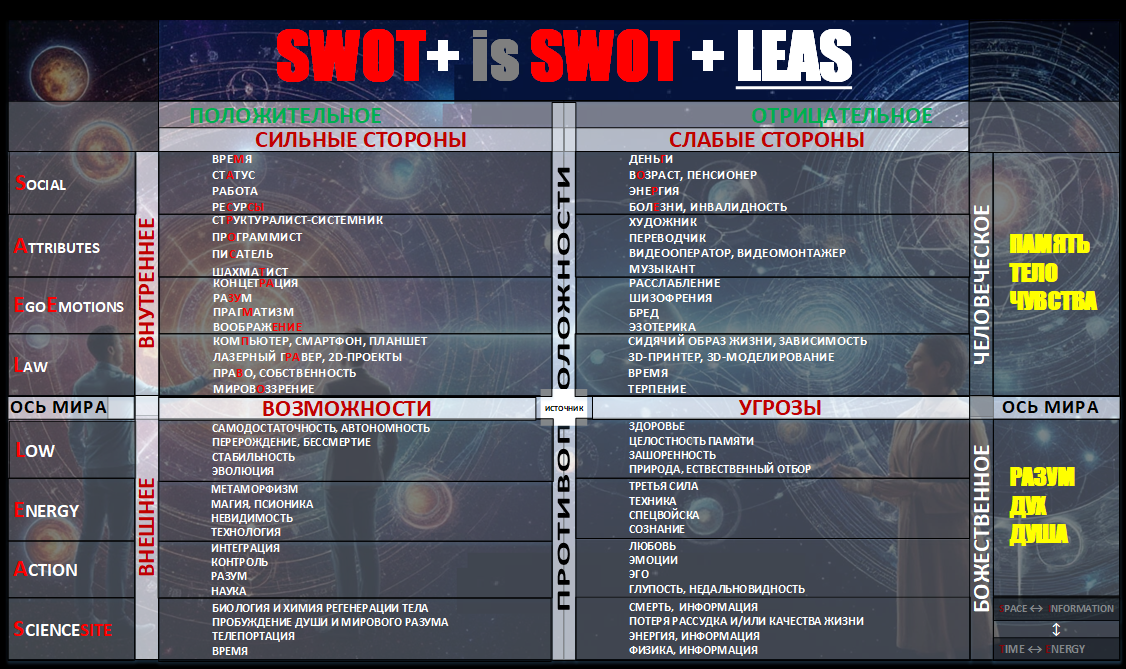 SWOT+ is SWOT + LEAS
ПОЛОЖИТЕЛЬНОЕ
ОТРИЦАТЕЛЬНОЕ
СИЛЬНЫЕ СТОРОНЫ
СЛАБЫЕ СТОРОНЫ
SOCIAL
ВРЕМЯ
СТАТУС
РАБОТА
РЕСУРСЫ
ДЕНЬГИ
ВОЗРАСТ, ПЕНСИОНЕР
ЭНЕРГИЯ
БОЛЕЗНИ, ИНВАЛИДНОСТЬ
ATTRIBUTES
СТРУКТУРАЛИСТ-СИСТЕМНИК
ПРОГРАММИСТ
ПИСАТЕЛЬ
ШАХМАТИСТ
ХУДОЖНИК
ПЕРЕВОДЧИК
ВИДЕООПЕРАТОР, ВИДЕОМОНТАЖЕР
МУЗЫКАНТ
EGOEMOTIONS
КОНЦЕТРАЦИЯ
РАЗУМ
ПРАГМАТИЗМ
ВООБРАЖЕНИЕ
РАССЛАБЛЕНИЕ
ШИЗОФРЕНИЯ
БРЕД
ЭЗОТЕРИКА
LAW
КОМПЬЮТЕР, СМАРТФОН, ПЛАНШЕТ
ЛАЗЕРНЫЙ ГРАВЕР, 2D-ПРОЕКТЫ
ПРАВО, СОБСТВЕННОСТЬ
МИРОВОЗЗРЕНИЕ
СИДЯЧИЙ ОБРАЗ ЖИЗНИ, ЗАВИСИМОСТЬ
3D-ПРИНТЕР, 3D-МОДЕЛИРОВАНИЕ
ВРЕМЯ
ТЕРПЕНИЕ
ВНУТРЕННЕЕ
ПРОТИВОПОЛОЖНОСТИ
ЧЕЛОВЕЧЕСКОЕ
ПАМЯТЬ
ТЕЛО
ЧУВСТВА
ОСЬ МИРА
ВОЗМОЖНОСТИ
ИСТОЧНИК
УГРОЗЫ
ОСЬ МИРА
LOW
САМОДОСТАТОЧНОСТЬ, АВТОНОМНОСТЬ
ПЕРЕРОЖДЕНИЕ, БЕССМЕРТИЕ
СТАБИЛЬНОСТЬ
ЭВОЛЮЦИЯ
ЗДОРОВЬЕ
ЦЕЛОСТНОСТЬ ПАМЯТИ
ЗАШОРЕННОСТЬ
ПРИРОДА, ЕСТВЕСТВЕННЫЙ ОТБОР
ENERGY
МЕТАМОРФИЗМ
МАГИЯ, ПСИОНИКА
НЕВИДИМОСТЬ
ТЕХНОЛОГИЯ
ТРЕТЬЯ СИЛА
ТЕХНИКА
СПЕЦВОЙСКА
СОЗНАНИЕ
ACTION
ИНТЕГРАЦИЯ
КОНТРОЛЬ
РАЗУМ
НАУКА
ЛЮБОВЬ
ЭМОЦИИ
ЭГО
ГЛУПОСТЬ, НЕДАЛЬНОВИДНОСТЬ
SCIENCESITE
БИОЛОГИЯ И ХИМИЯ РЕГЕНЕРАЦИИ ТЕЛА
ПРОБУЖДЕНИЕ ДУШИ И МИРОВОГО РАЗУМА
ТЕЛЕПОРТАЦИЯ
ВРЕМЯ
СМЕРТЬ, ИНФОРМАЦИЯ
ПОТЕРЯ РАССУДКА И/ИЛИ КАЧЕСТВА ЖИЗНИ
ЭНЕРГИЯ, ИНФОРМАЦИЯ
ФИЗИКА, ИНФОРМАЦИЯ
ВНЕШНЕЕ
БОЖЕСТВЕННОЕ
РАЗУМ
ДУХ
ДУША
SPACE ↔ INFORMATION
↕
TIME ↔ ENERGY